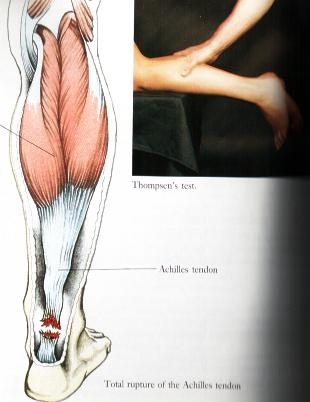 Thompsen's test.
Achilles tendon
Total rupture of the Achilles tendon